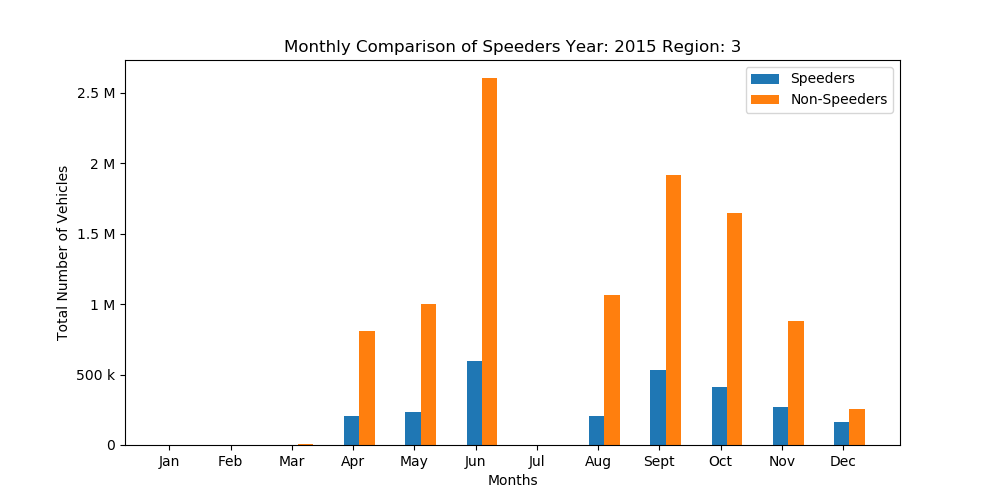 Monthly Comparison of Speeders Year: 2015 Region: 3
Speeders
Non-Speeders
Total Number of Vehicles
2.5 M
2 M
1.5 M
1 M
500 k
0
Jan Feb Mar Apr May Jun Jul Aug Sept Oct Nov Dec
Months